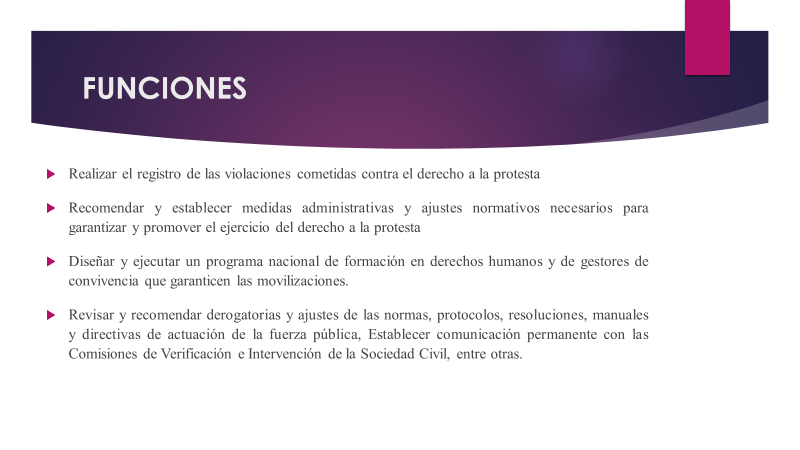 FUNCIONES
Realizar el registro de las violaciones cometidas contra el derecho a la protesta
Recomendar y establecer medidas administrativas y ajustes normativos necesarios para
garantizar y promover el ejercicio del derecho a la protesta
Diseñar y ejecutar un programa nacional de formación en derechos humanos y de gestores de
convivencia que garanticen las movilizaciones.
Revisar y recomendar derogatorias y ajustes de las normas, protocolos, resoluciones, manuales
y directivas de actuación de la fuerza pública, Establecer comunicación permanente con las
Comisiones de Verificación e Intervención de la Sociedad Civil, entre otras.